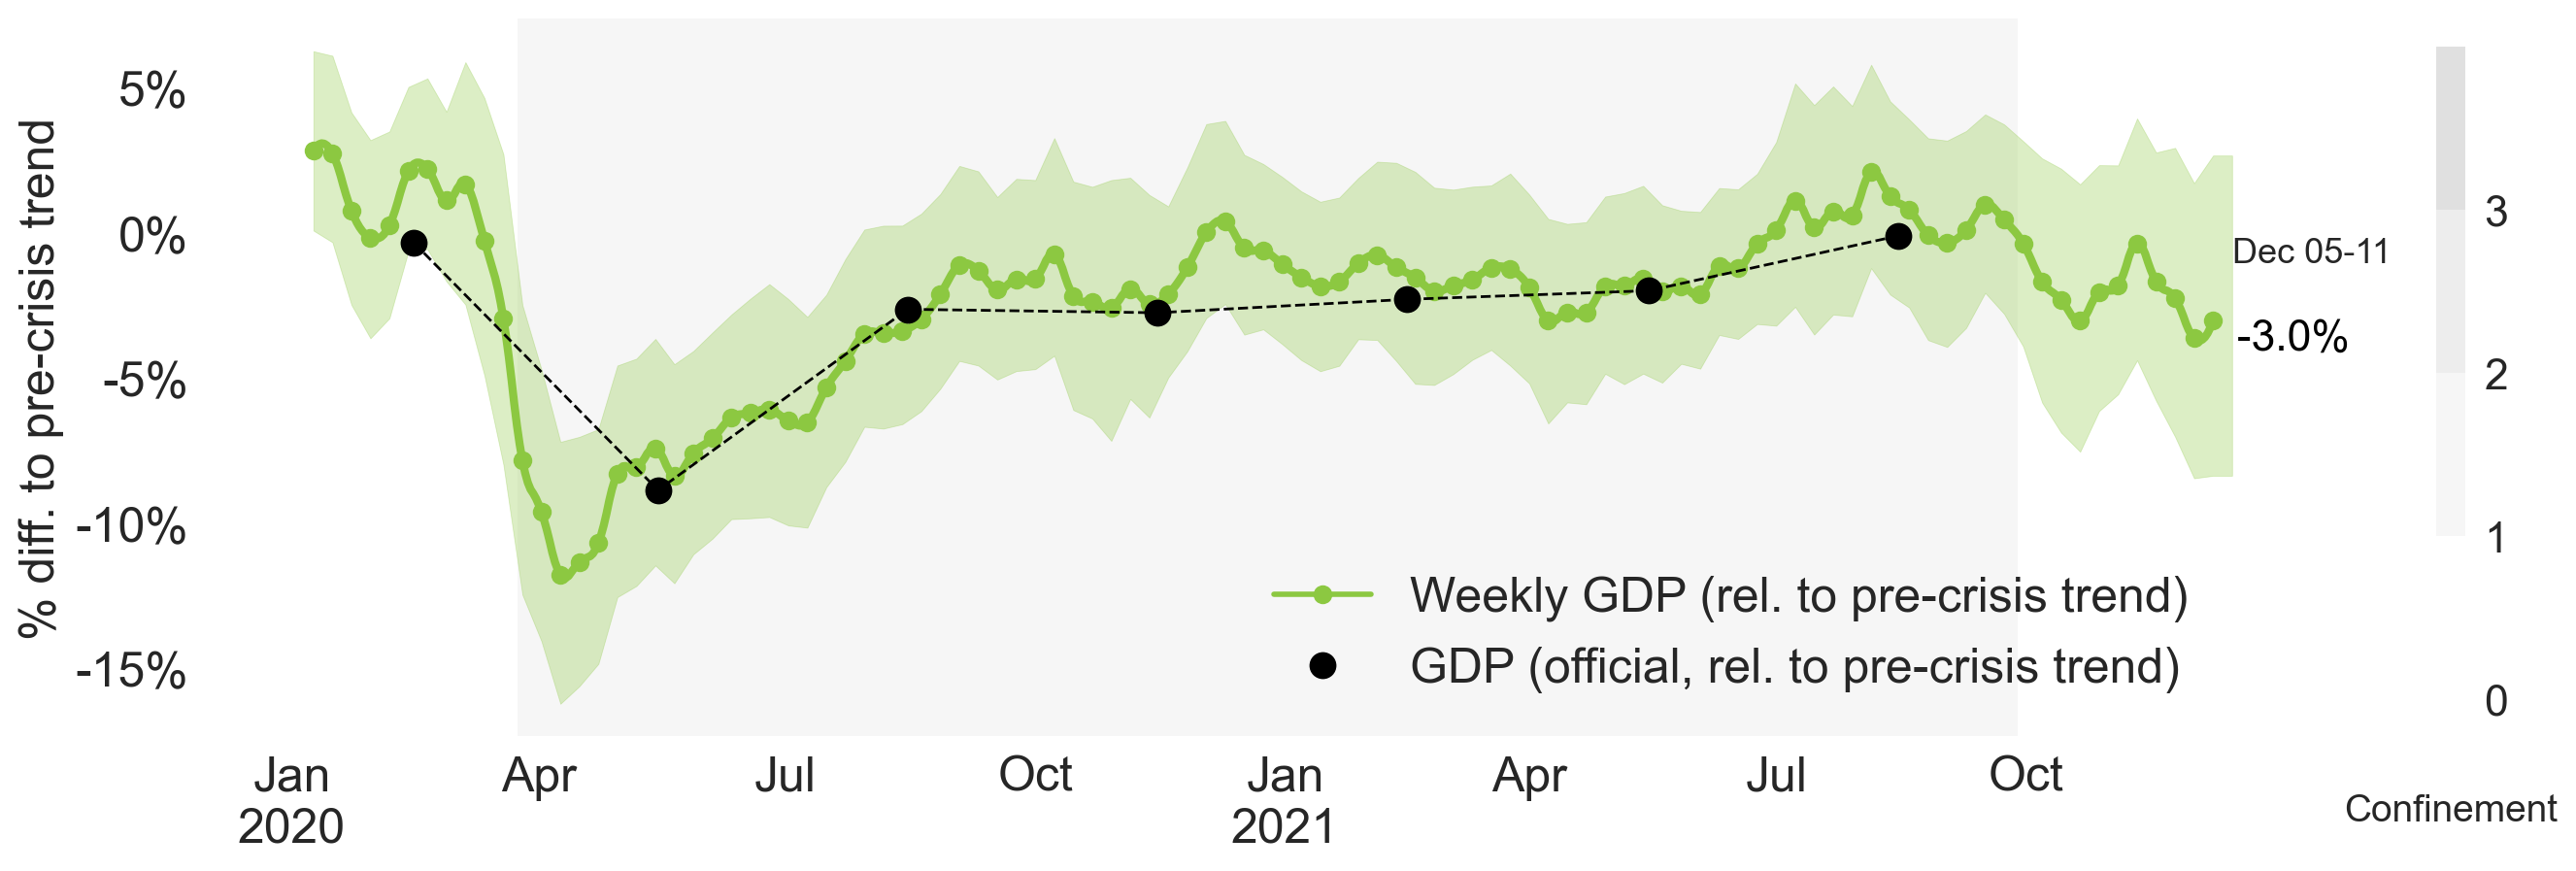 % diff. to pre-crisis trend
5%
0%
-5%
-10%
-15%
Jan
2020
Apr
Jul
Oct
Jan
2021
Apr
Jul
Oct
Weekly GDP (rel. to pre-crisis trend)
GDP (official, rel. to pre-crisis trend)
Dec 05-11
-3.0%
3
2
1
0
Confinement